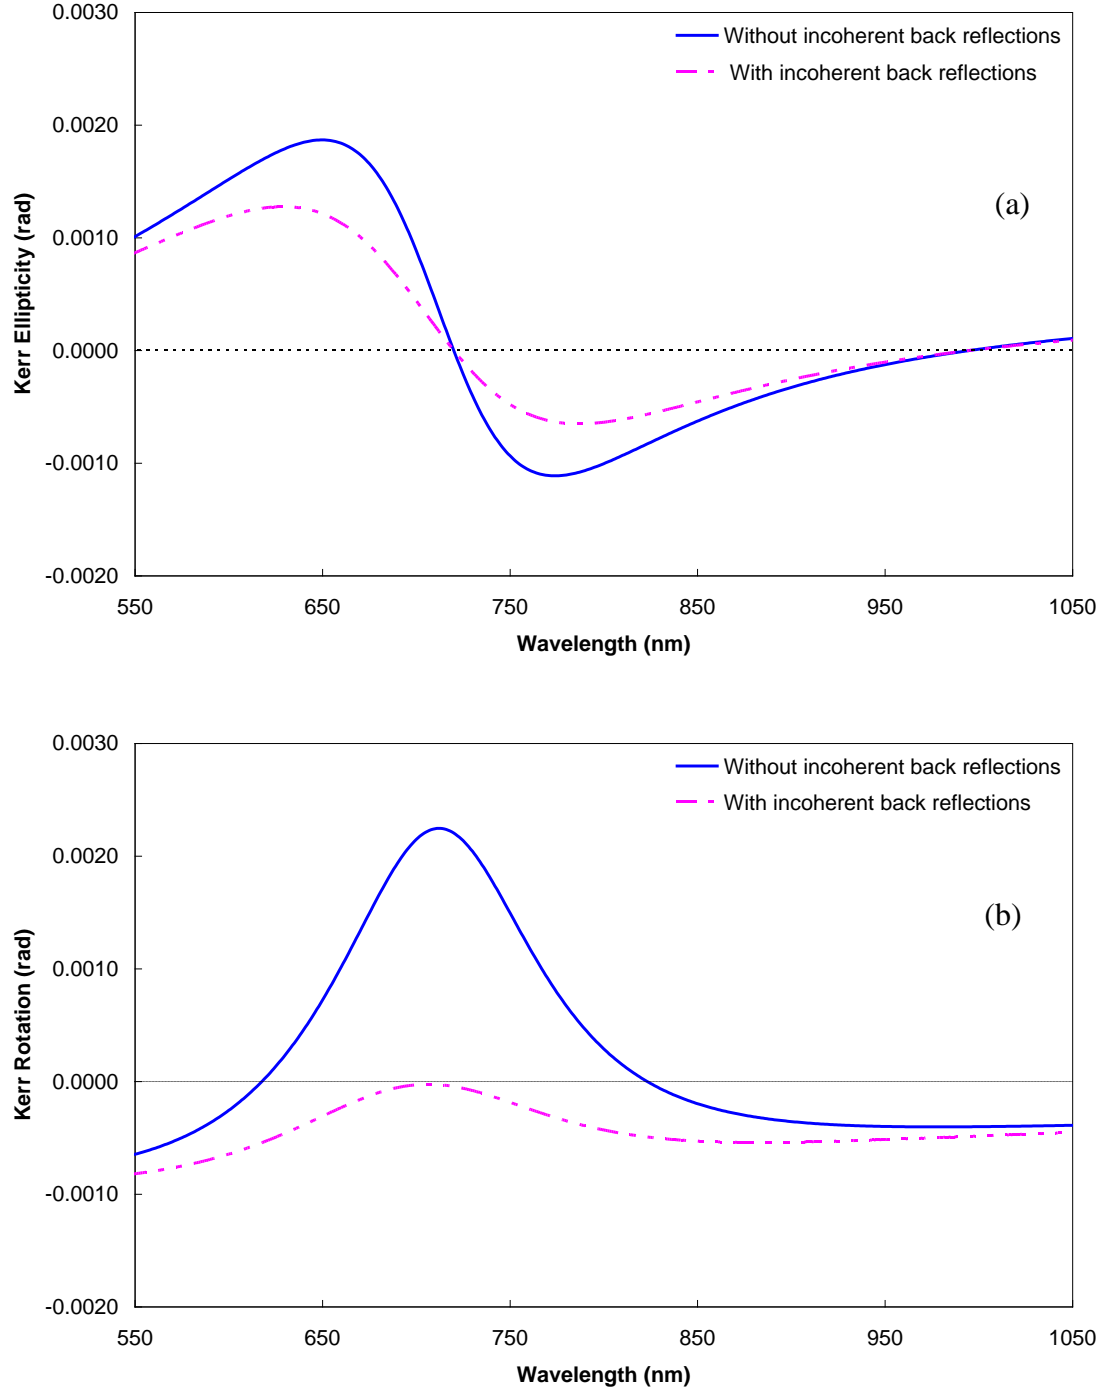 0.0030
Without incoherent back reflections
With incoherent back reflections
0.0020
(a)
0.0010
0.0000
-0.0010
-0.0020
Kerr Ellipticity (rad)
550 650 750 850 950 1050
Wavelength (nm)
0.0030
Without incoherent back reflections
With incoherent back reflections
0.0020
(b)
0.0010
0.0000
-0.0010
-0.0020
Kerr Rotation (rad)
550 650 750 850 950 1050
Wavelength (nm)